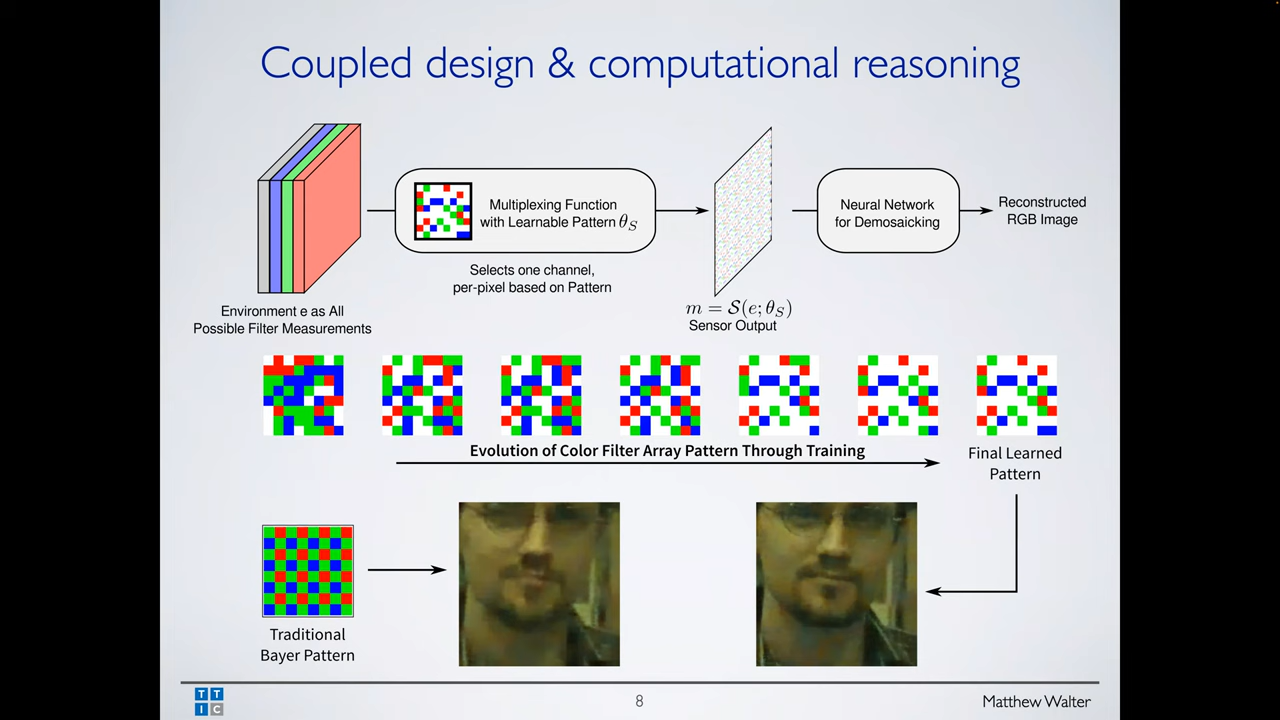 Coupled design & computational reasoning
Multiplexing Function
with Learnable Pattern θ_S
Neural Network
for Demosaicking
Reconstructed
RGB Image
Selects one channel,
per-pixel based on Pattern
Environment e as All
Possible Filter Measurements
m = S(e; θ_S)
Sensor Output
Evolution of Color Filter Array Pattern Through Training
Final Learned
Pattern
Traditional
Bayer Pattern
T T
I C
8
Matthew Walter